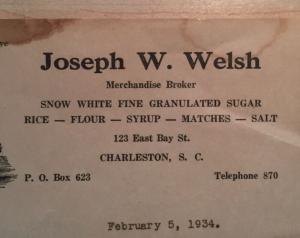 Joseph W. Welsh
Merchandise Broker
SNOW WHITE FINE GRANULATED SUGAR
RICE — FLOUR — SYRUP — MATCHES — SALT
123 East Bay St.
CHARLESTON, S. C.
P. O. Box 623 Telephone 870
February 5, 1934.